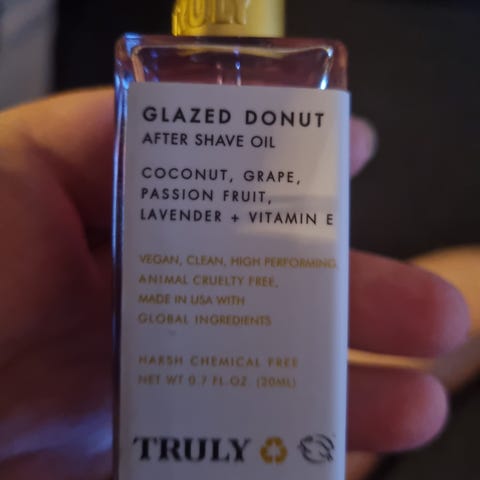 TRULY
GLAZED DONUT
AFTER SHAVE OIL
COCONUT, GRAPE,
PASSION FRUIT,
LAVENDER + VITAMIN E
VEGAN, CLEAN, HIGH PERFORMING,
ANIMAL CRUELTY FREE,
MADE IN USA WITH
GLOBAL INGREDIENTS
HARSH CHEMICAL FREE
NET WT 0.7 FL.OZ. (20ML)
TRULY